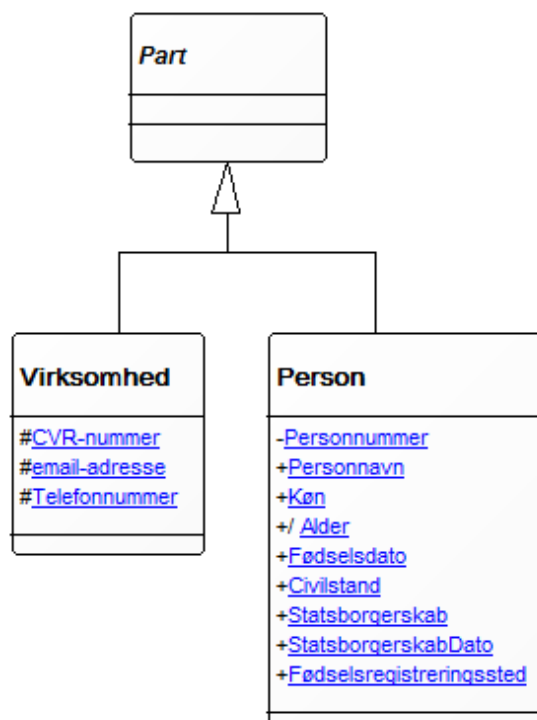 Part
Virksomhed
#CVR-nummer
#email-adresse
#Telefonnummer
Person
-Personnummer
+Personnavn
+Køn
+/ Alder
+Fødselsdato
+Civilstand
+Statsborgerskab
+StatsborgerskabDato
+Fødselsregistreringssted